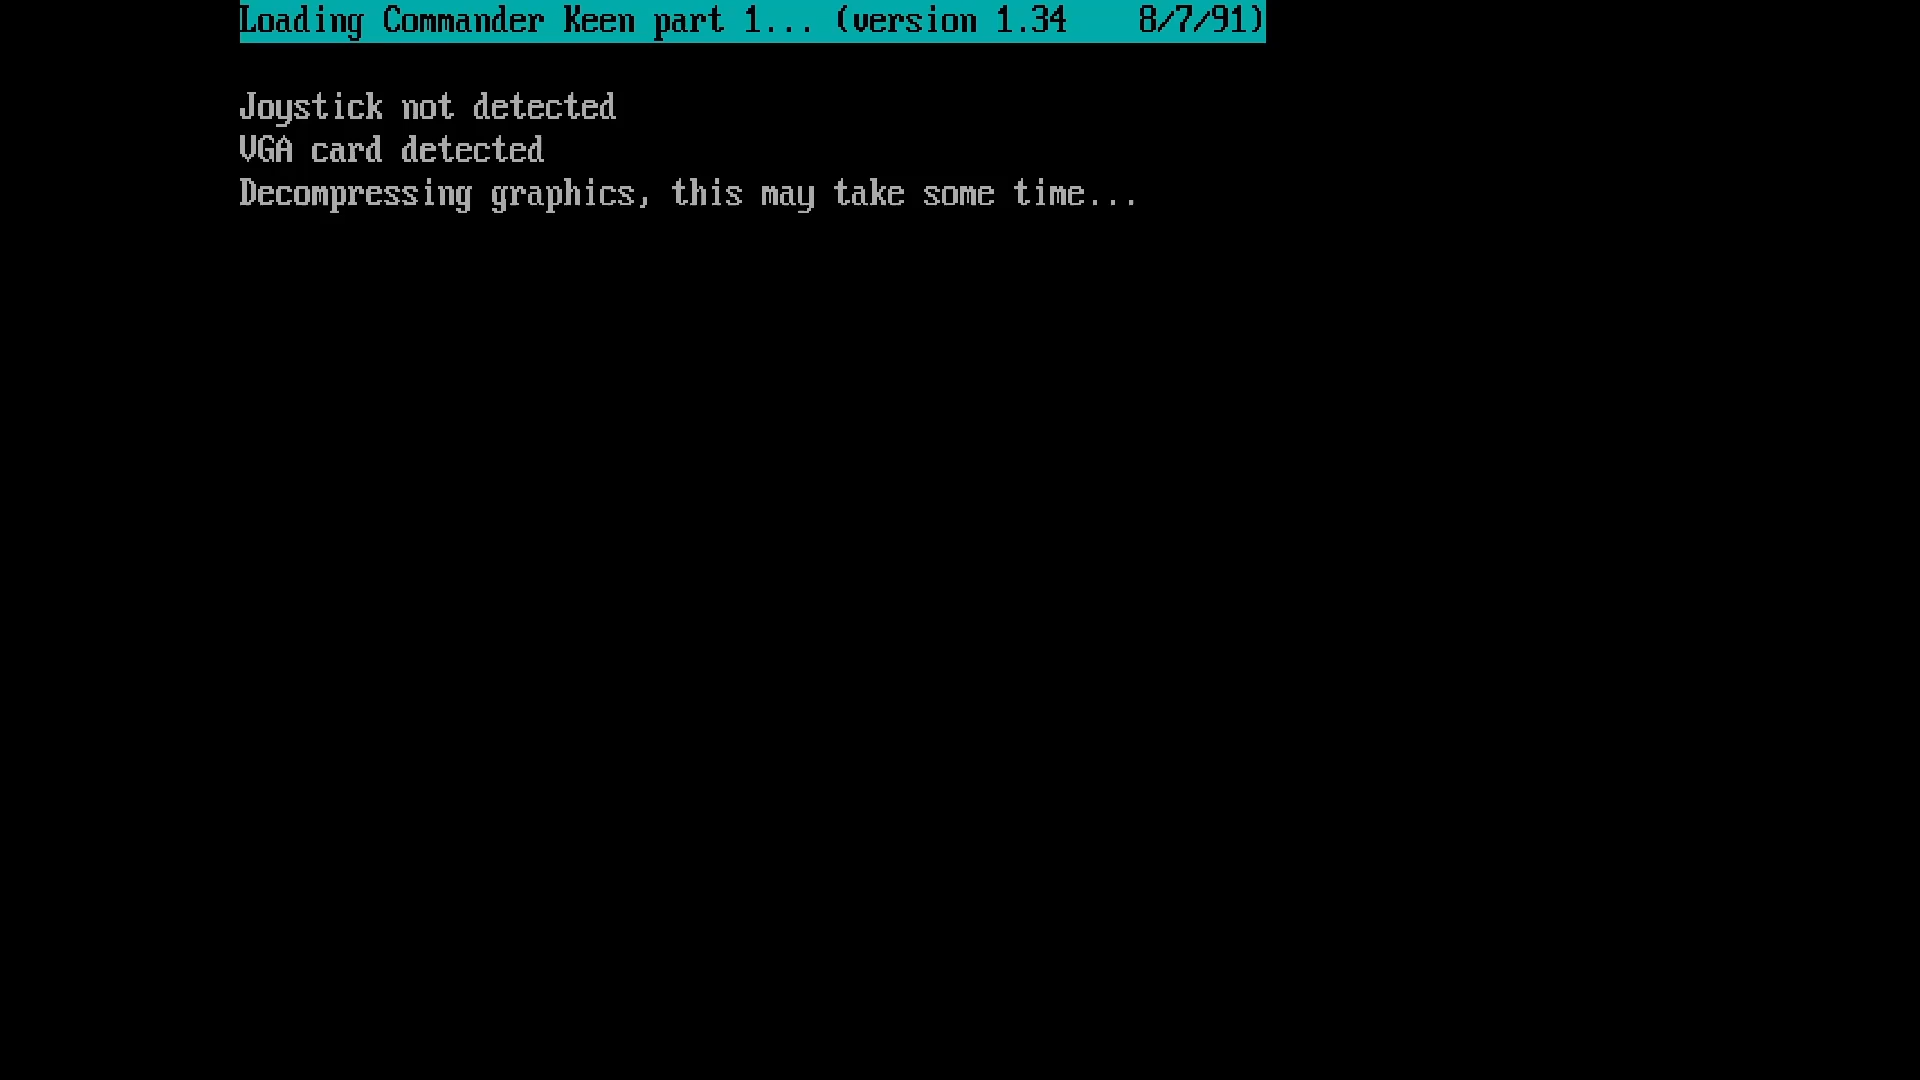 Loading Commander Keen part 1... (version 1.34    8/7/91)
Joystick not detected
VGA card detected
Decompressing graphics, this may take some time...